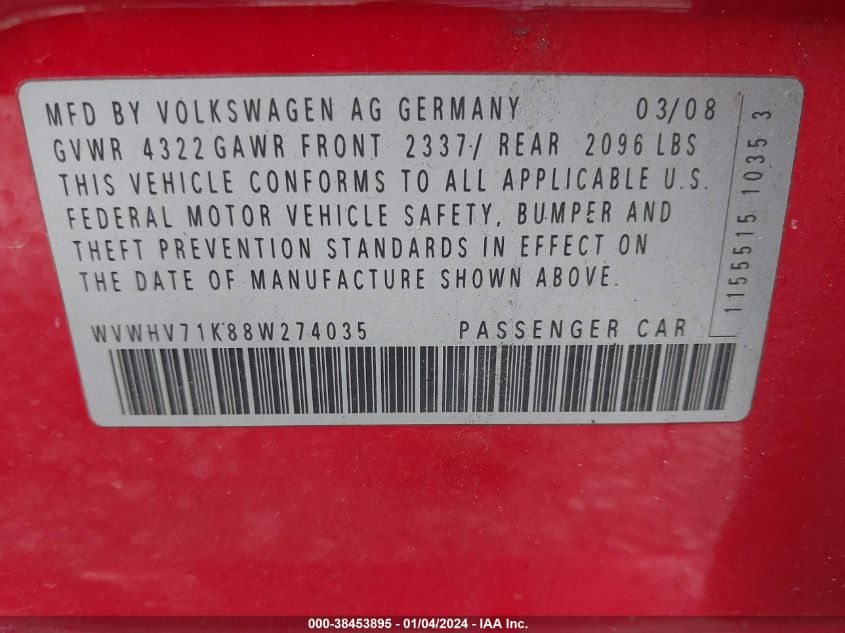 MFD BY VOLKSWAGEN AG GERMANY 03/08
GVWR 4322 GAWR FRONT 2337/ REAR 2096 LBS
THIS VEHICLE CONFORMS TO ALL APPLICABLE U.S.
FEDERAL MOTOR VEHICLE SAFETY, BUMPER AND
THEFT PREVENTION STANDARDS IN EFFECT ON
THE DATE OF MANUFACTURE SHOWN ABOVE.
WVWHV71K88W274035 PASSENGER CAR
1155515 1035 3
000-38453895 - 01/04/2024 - IAA Inc.